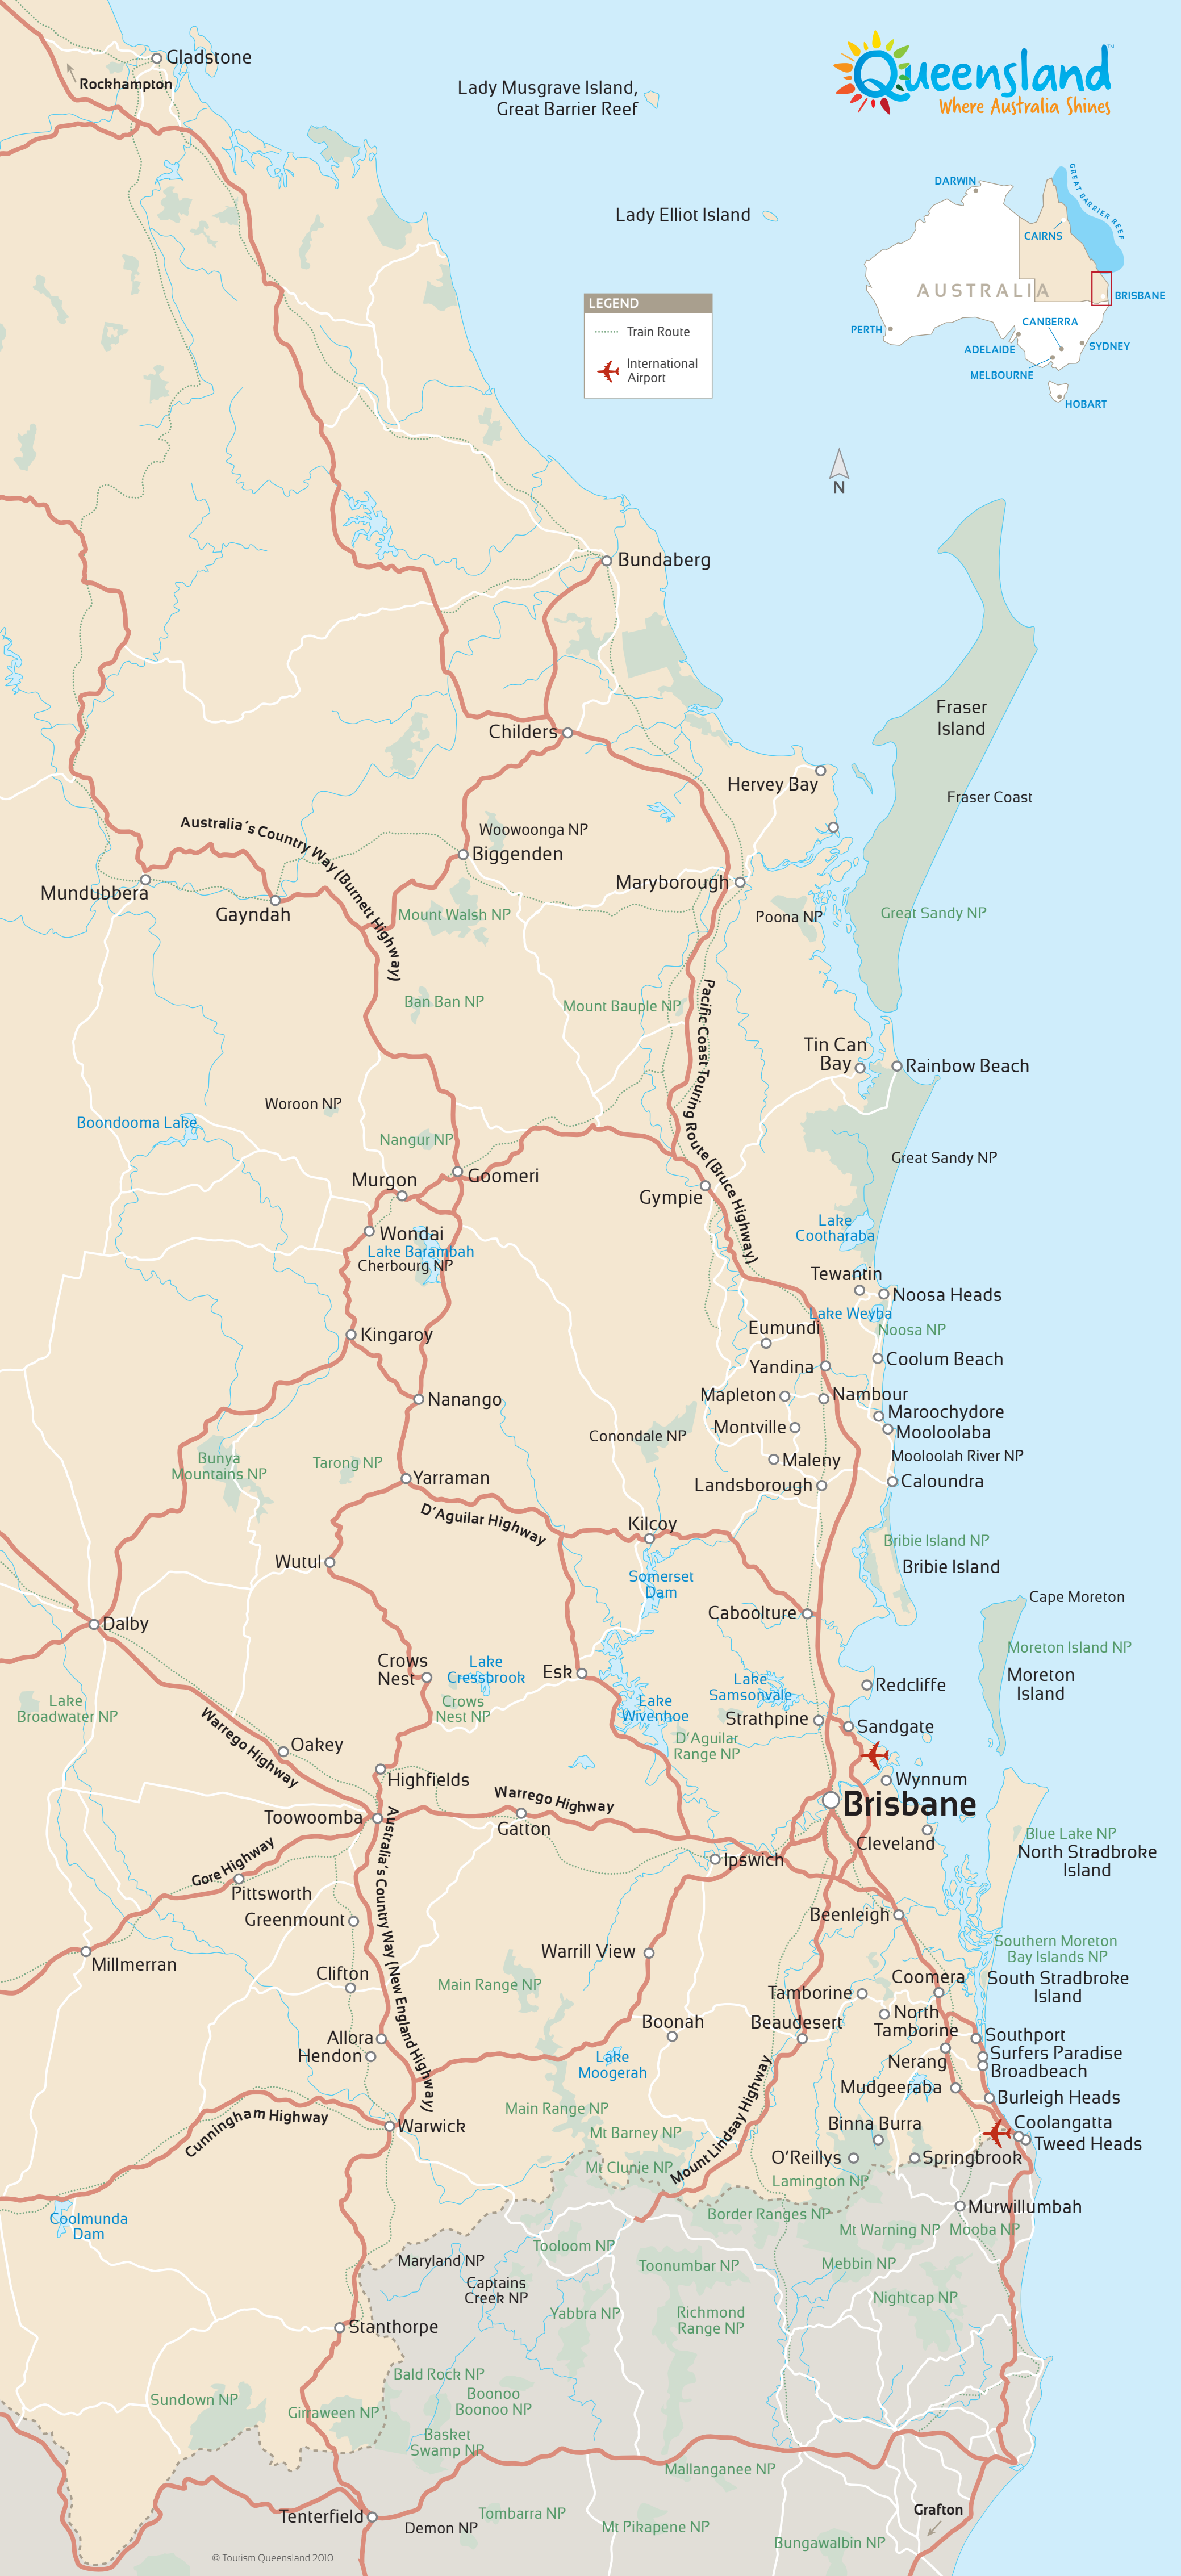 Gladstone
Rockhampton
Lady Musgrave Island,
Great Barrier Reef
Queensland
TM
Where Australia Shines
Lady Elliot Island
DARWIN
GREAT BARRIER REEF
CAIRNS
AUSTRALIA
BRISBANE
PERTH
CANBERRA
ADELAIDE
SYDNEY
MELBOURNE
HOBART
LEGEND
Train Route
International
Airport
N
Bundaberg
Fraser
Island
Childers
Hervey Bay
Fraser Coast
Australia's Country Way (Burnett Highway)
Woowoonga NP
Biggenden
Mundubbera
Gayndah
Maryborough
Mount Walsh NP
Poona NP
Great Sandy NP
Ban Ban NP
Mount Bauple NP
Pacific Coast Touring Route (Bruce Highway)
Tin Can
Bay
Rainbow Beach
Woroon NP
Boondooma Lake
Nangur NP
Great Sandy NP
Murgon
Goomeri
Gympie
Wondai
Lake Barambah
Cherbourg NP
Lake
Cootharaba
Tewantin
Noosa Heads
Lake Weyba
Noosa NP
Eumundi
Kingaroy
Coolum Beach
Yandina
Nanango
Mapleton
Nambour
Maroochydore
Montville
Mooloolaba
Conondale NP
Mooloolah River NP
Bunya
Mountains NP
Tarong NP
Maleny
Yarraman
Landsborough
Caloundra
D'Aguilar Highway
Kilcoy
Bribie Island NP
Wutul
Bribie Island
Somerset
Dam
Cape Moreton
Dalby
Caboolture
Moreton Island NP
Crows
Nest
Lake
Cressbrook
Esk
Moreton
Island
Redcliffe
Lake
Samsonvale
Lake
Broadwater NP
Crows
Nest NP
Lake
Wivenhoe
Strathpine
Sandgate
Warrego Highway
Oakey
D'Aguilar
Range NP
Highfields
Wynnum
Warrego Highway
Brisbane
Toowoomba
Gatton
Cleveland
Blue Lake NP
North Stradbroke
Island
Gore Highway
Ipswich
Pittsworth
Australia's Country Way (New England Highway)
Greenmount
Beenleigh
Southern Moreton
Bay Islands NP
Millmerran
Warrill View
Clifton
Main Range NP
Coomera
South Stradbroke
Island
Tamborine
North
Tamborine
Boonah
Beaudesert
Allora
Southport
Hendon
Surfers Paradise
Lake
Moogerah
Nerang
Broadbeach
Mudgeeraba
Burleigh Heads
Main Range NP
Cunningham Highway
Warwick
Mt Barney NP
Mount Lindsay Highway
Binna Burra
Coolangatta
Tweed Heads
O'Reillys
Springbrook
Mt Clunie NP
Lamington NP
Murwillumbah
Coolmunda
Dam
Border Ranges NP
Mt Warning NP
Mooba NP
Tooloom NP
Maryland NP
Toonumbar NP
Mebbin NP
Captains
Creek NP
Nightcap NP
Yabbra NP
Richmond
Range NP
Stanthorpe
Bald Rock NP
Sundown NP
Boonoo
Boonoo NP
Girraween NP
Basket
Swamp NP
Mallanganee NP
Tenterfield
Tombarra NP
Demon NP
Mt Pikapene NP
Grafton
Bungawalbin NP
© Tourism Queensland 2010